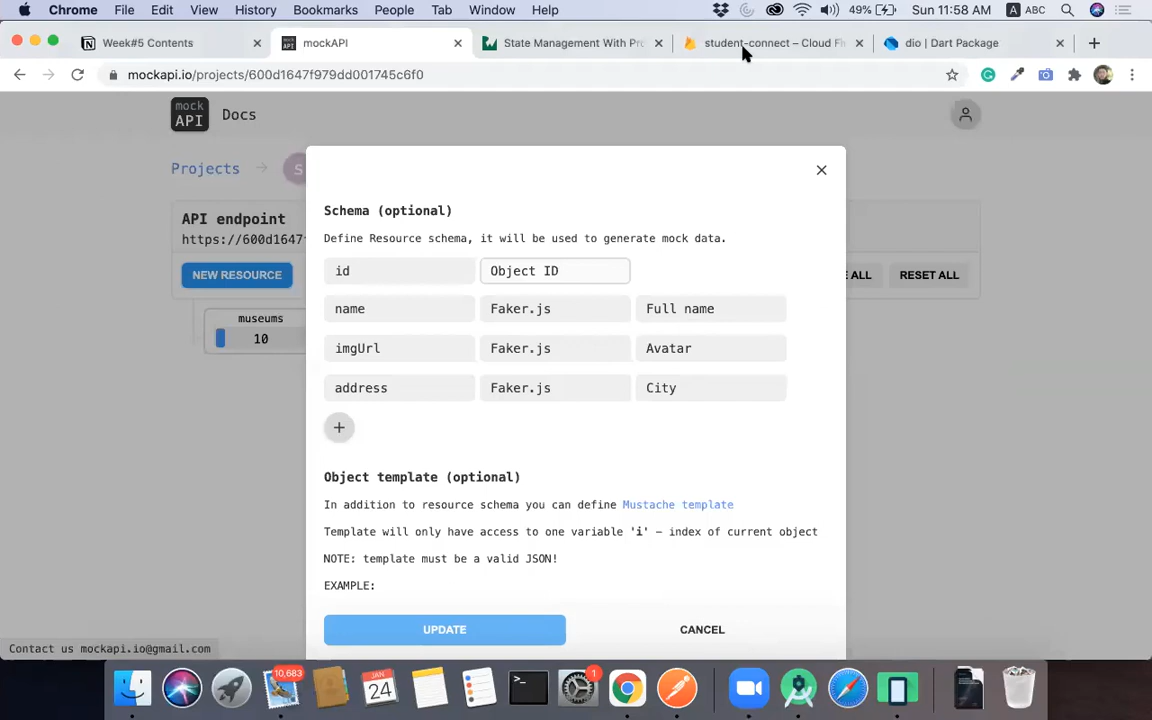 Chrome File Edit View History Bookmarks People Tab Window Help 49% Sun 11:58 AM A ABC
Week#5 Contents mockAPI State Management With Pro student-connect – Cloud Fi dio | Dart Package
mockapi.io/projects/600d1647f979dd001745c6f0
mock API Docs
Projects → S
API endpoint
https://600d1647
NEW RESOURCE E ALL RESET ALL
museums
10
Schema (optional)
Define Resource schema, it will be used to generate mock data.
id Object ID
name Faker.js Full name
imgUrl Faker.js Avatar
address Faker.js City
+
Object template (optional)
In addition to resource schema you can define Mustache template
Template will only have access to one variable 'i' – index of current object
NOTE: template must be a valid JSON!
EXAMPLE:
UPDATE CANCEL
Contact us mockapi.io@gmail.com
10,683 JAN 24 1